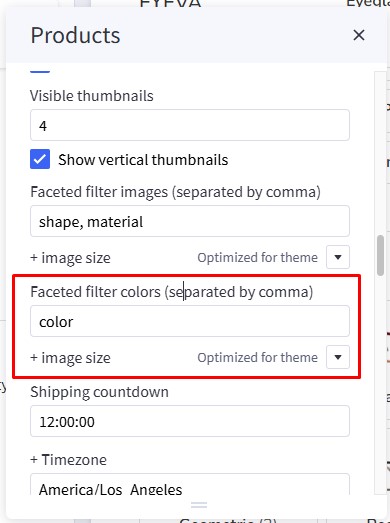 EYEVA
Products
Visible thumbnails
4
Show vertical thumbnails
Faceted filter images (separated by comma)
shape, material
+ image size Optimized for theme
Faceted filter colors (separated by comma)
color
+ image size Optimized for theme
Shipping countdown
12:00:00
+ Timezone
America/Los_Angeles